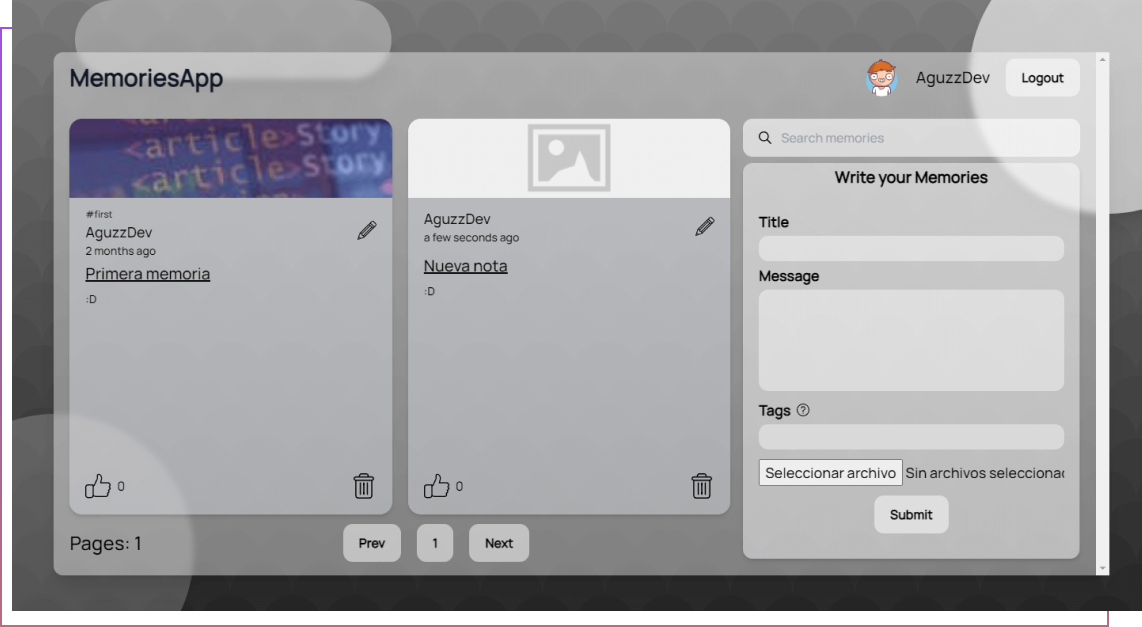 MemoriesApp
AguzzDev
Logout
<article>Story
<article>Story
#first
AguzzDev
2 months ago
Primera memoria
:D
0
AguzzDev
a few seconds ago
Nueva nota
:D
0
Search memories
Write your Memories
Title
Message
Tags
Seleccionar archivo Sin archivos selecciona
Submit
Pages: 1
Prev
1
Next